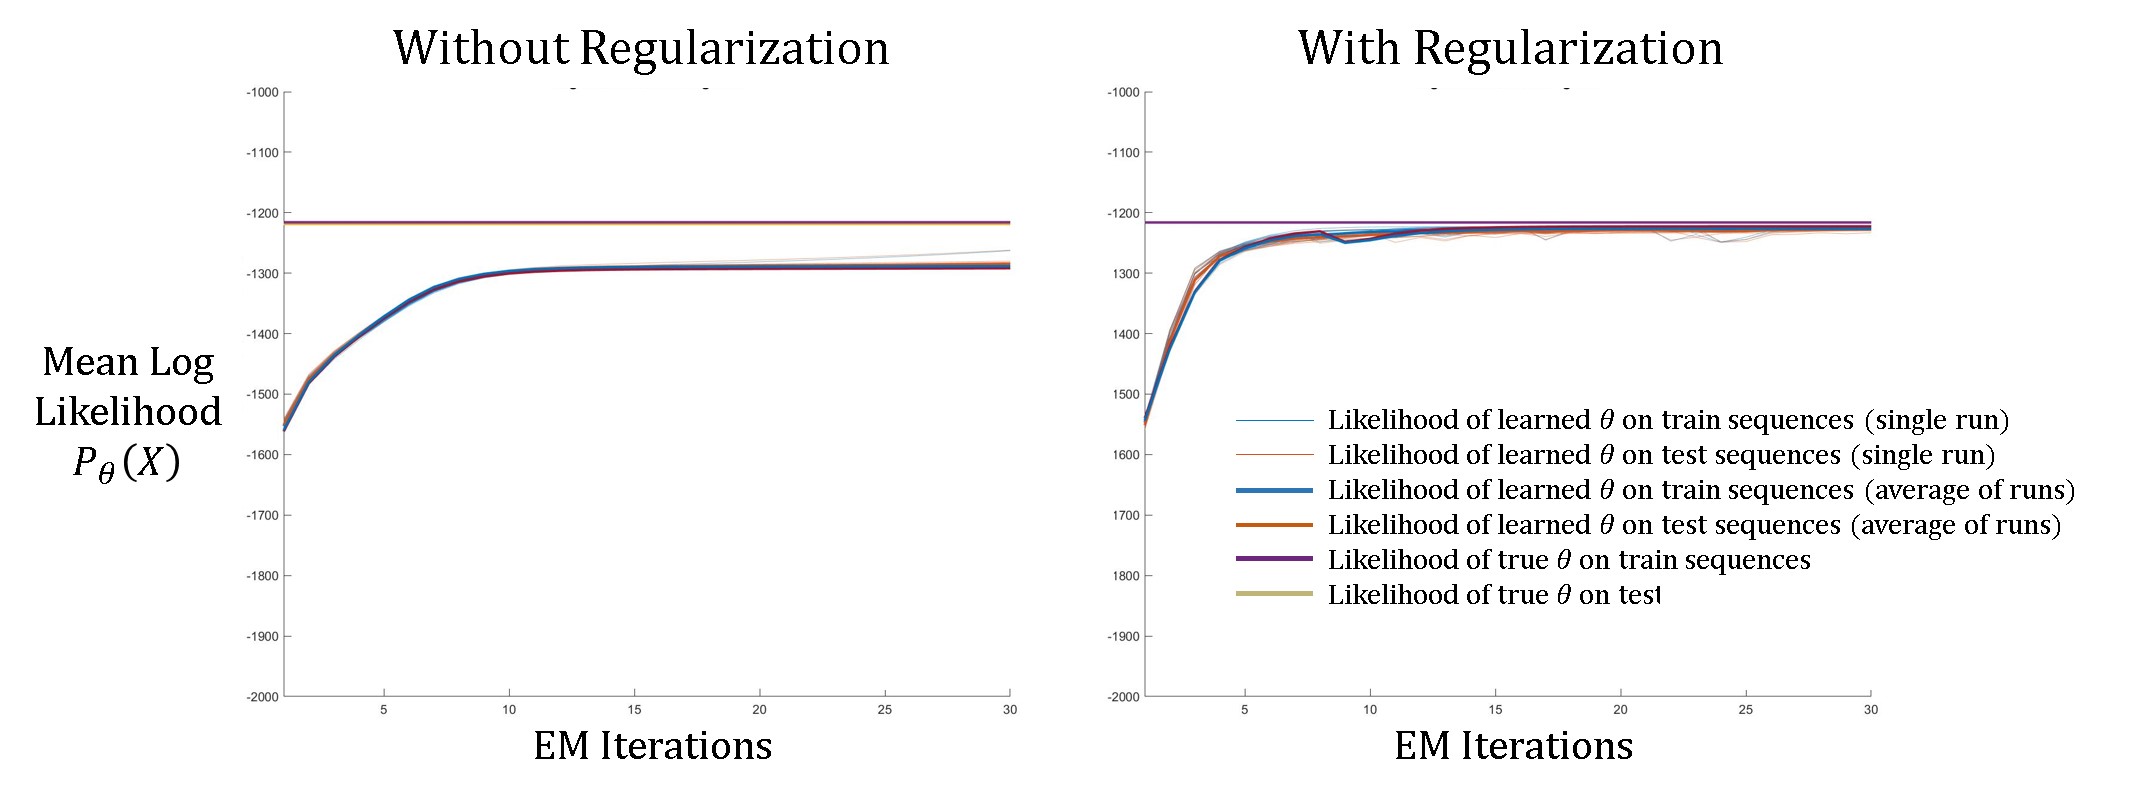 Without Regularization
With Regularization
-1000
-1100
-1200
-1300
-1400
-1500
-1600
-1700
-1800
-1900
-2000
5
10
15
20
25
30
EM Iterations
Mean Log
Likelihood
P_θ(X)
-1000
-1100
-1200
1300
1400
1500
1600
1700
-1800
-1900
-2000
5
10
15
20
25
30
EM Iterations
Likelihood of learned θ on train sequences (single run)
Likelihood of learned θ on test sequences (single run)
Likelihood of learned θ on train sequences (average of runs)
Likelihood of learned θ on test sequences (average of runs)
Likelihood of true θ on train sequences
Likelihood of true θ on test